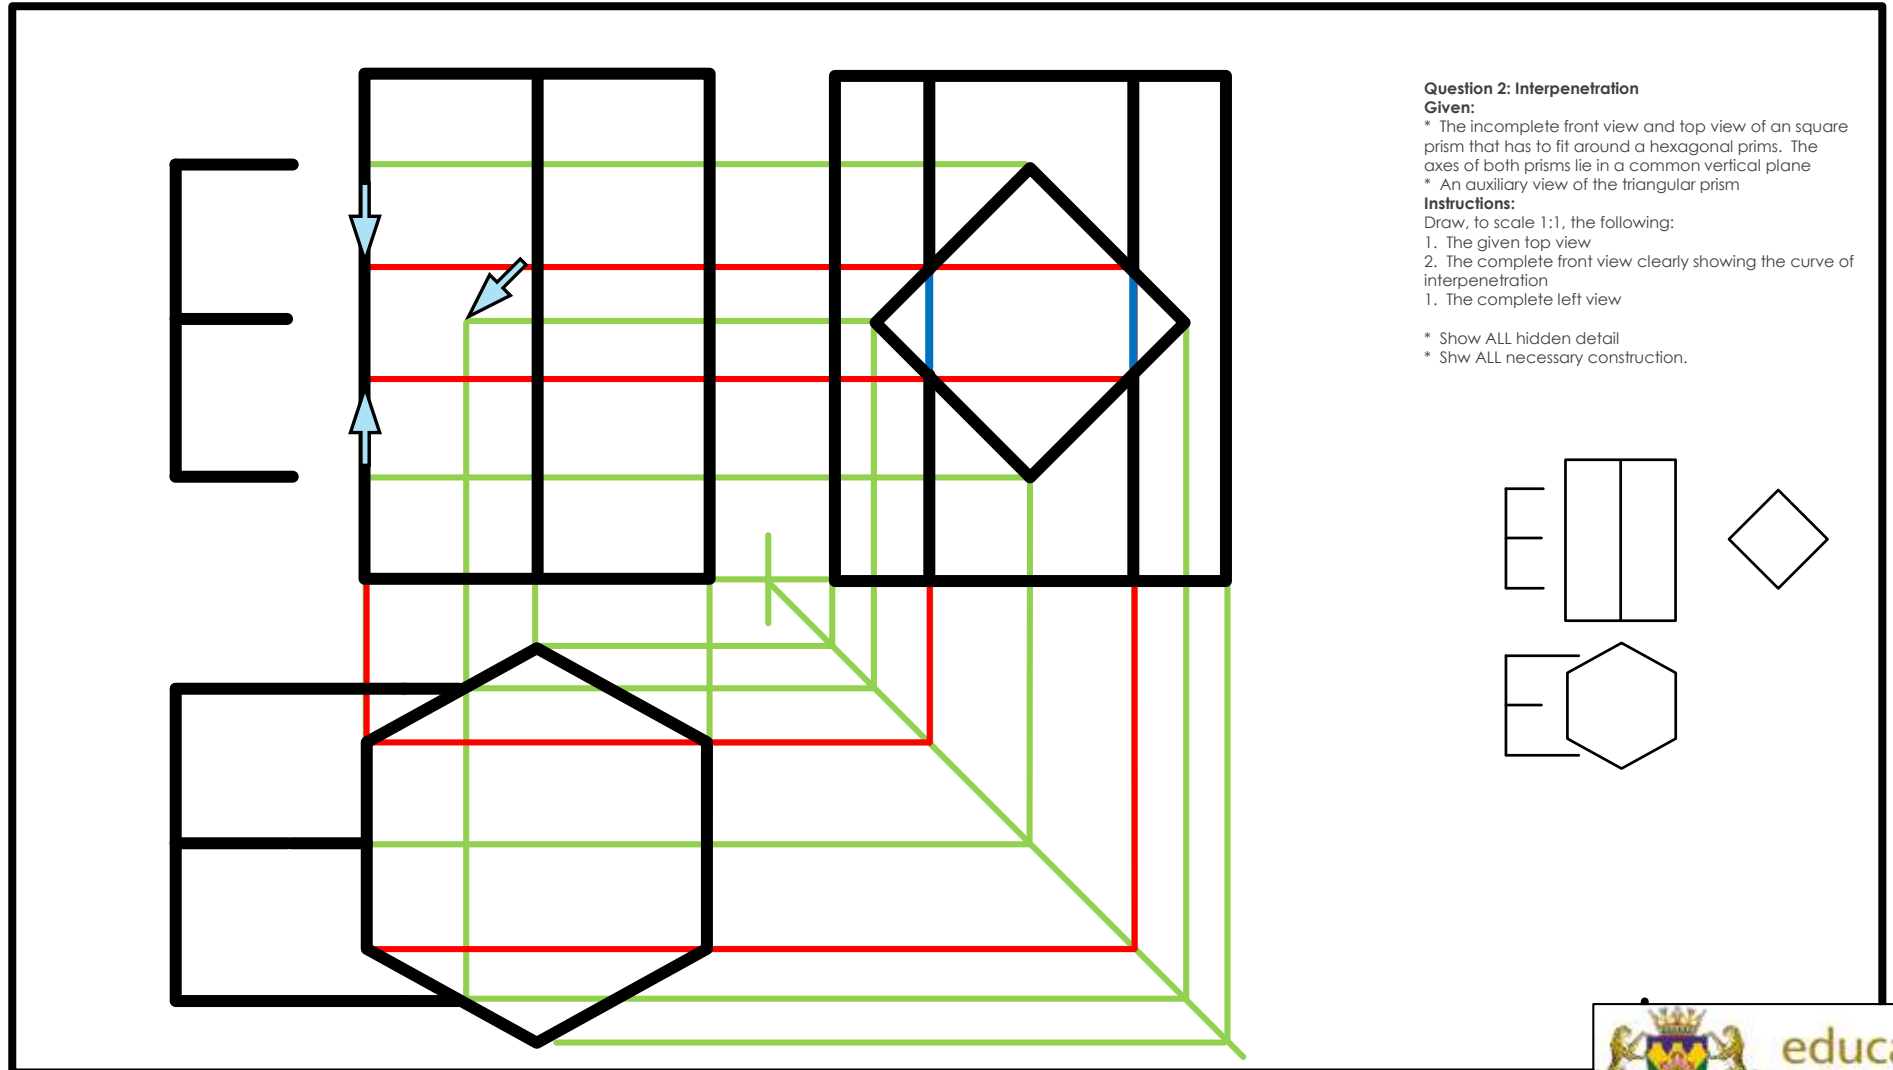 Question 2: Interpenetration
Given:
* The incomplete front view and top view of an square
prism that has to fit around a hexagonal prims. The
axes of both prisms lie in a common vertical plane
* An auxiliary view of the triangular prism
Instructions:
Draw, to scale 1:1, the following:
1. The given top view
2. The complete front view clearly showing the curve of
interpenetration
1. The complete left view
* Show ALL hidden detail
* Shw ALL necessary construction.